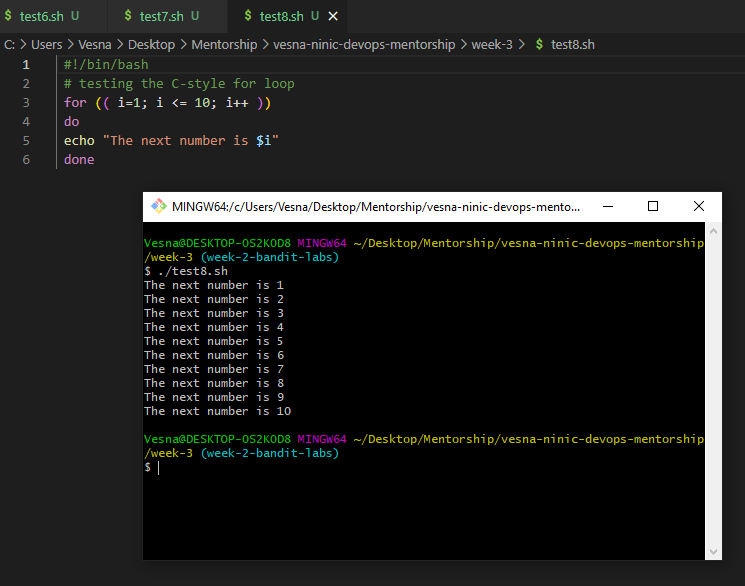 $ test6.sh U $ test7.sh U $ test8.sh U
C: > Users > Vesna > Desktop > Mentorship > vesna-ninic-devops-mentorship > week-3 > $ test8.sh
1 #!/bin/bash
2 # testing the C-style for loop
3 for (( i=1; i <= 10; i++ ))
4 do
5 echo "The next number is $i"
6 done
MINGW64:/c/Users/Vesna/Desktop/Mentorship/vesna-ninic-devops-mento...
Vesna@DESKTOP-OS2KOD8 MINGW64 ~/Desktop/Mentorship/vesna-ninic-devops-mentorship
/week-3 (week-2-bandit-labs)
$ ./test8.sh
The next number is 1
The next number is 2
The next number is 3
The next number is 4
The next number is 5
The next number is 6
The next number is 7
The next number is 8
The next number is 9
The next number is 10
Vesna@DESKTOP-OS2KOD8 MINGW64 ~/Desktop/Mentorship/vesna-ninic-devops-mentorship
/week-3 (week-2-bandit-labs)
$